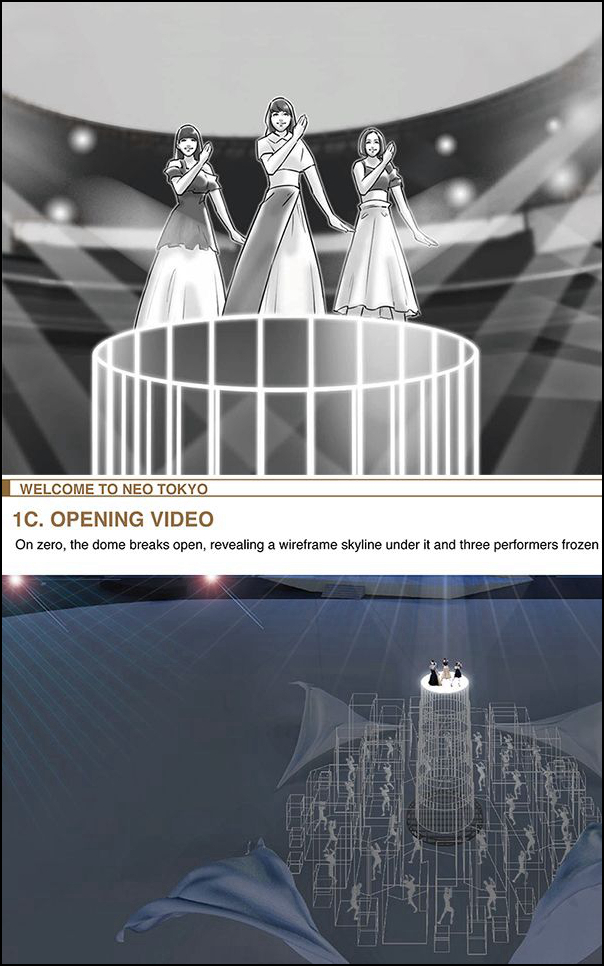 WELCOME TO NEO TOKYO
1C. OPENING VIDEO
On zero, the dome breaks open, revealing a wireframe skyline under it and three performers frozen